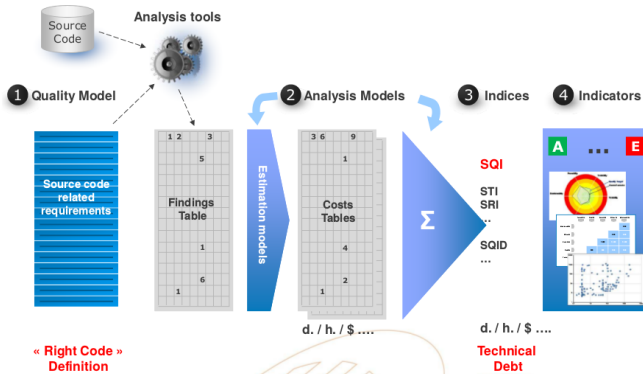 Source
Code
Analysis tools
1 Quality Model
2 Analysis Models
3 Indices
4 Indicators
Source code
related
requirements
1 2 3
5
Findings
Table
1
6
1
Estimation models
3 6 9
1
Costs
Tables
4
2
1
d. / h. / $ ....
Σ
SQI
STI
SRI
...
SQID
...
d. / h. / $ ....
A ... E
« Right Code »
Definition
Technical
Debt